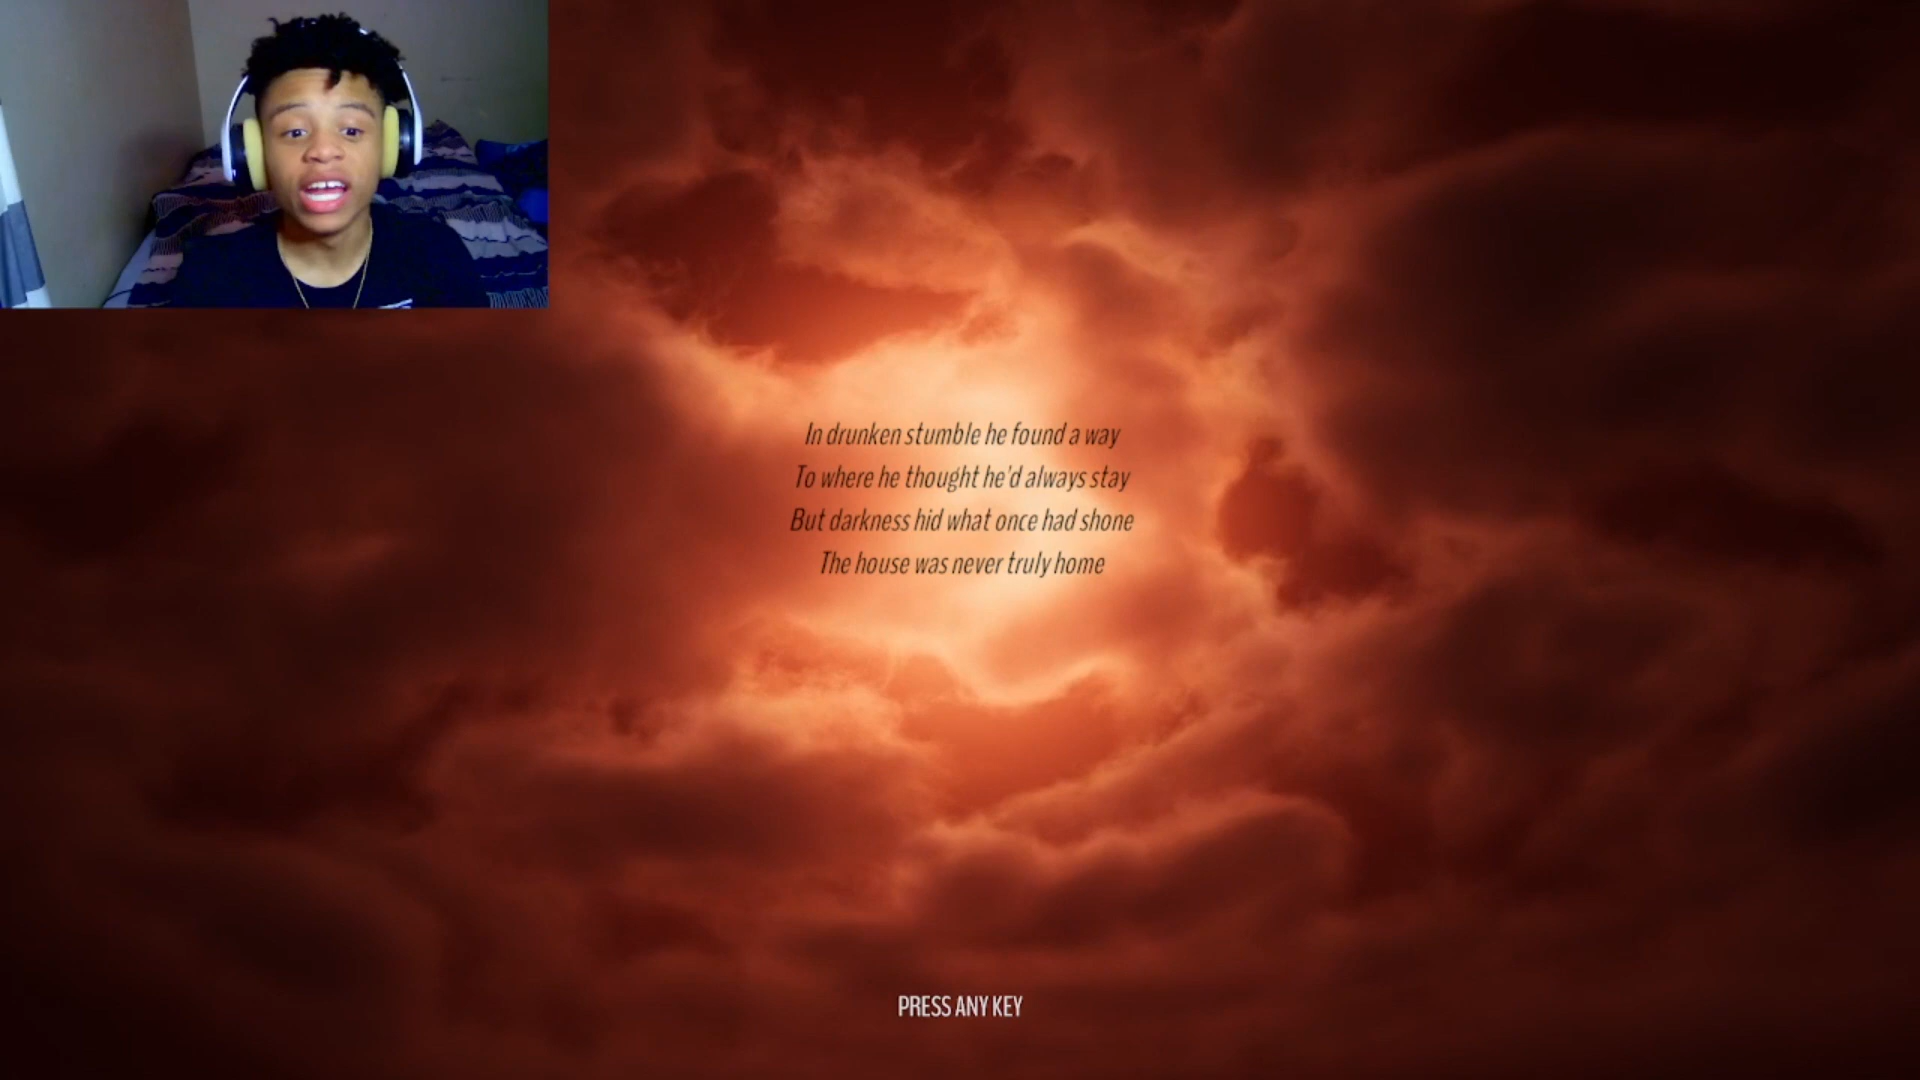 In drunken stumble he found a way
To where he thought he'd always stay
But darkness hid what once had shone
The house was never truly home
PRESS ANY KEY